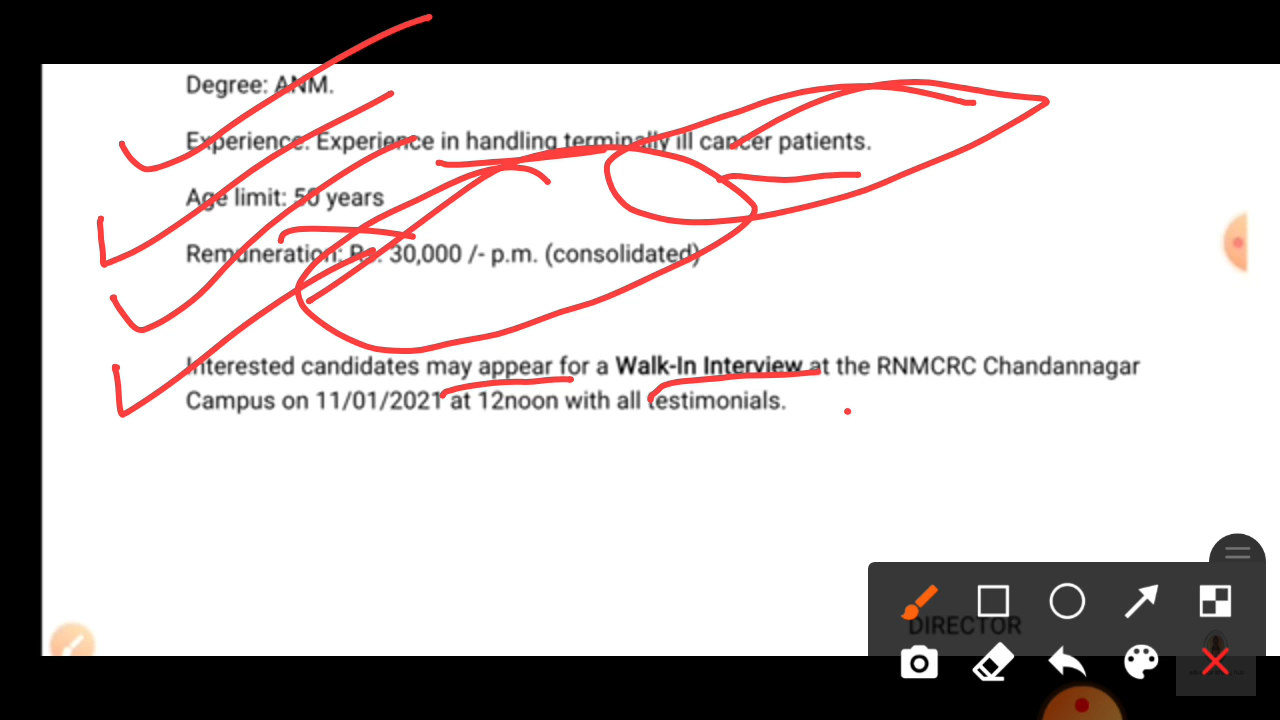 Degree: ANM.
Experience: Experience in handling terminally ill cancer patients.
Age limit: 50 years
Remuneration: Rs. 30,000 /- p.m. (consolidated)
Interested candidates may appear for a Walk-In Interview at the RNMCRC Chandannagar
Campus on 11/01/2021 at 12noon with all testimonials.
DIRECTOR